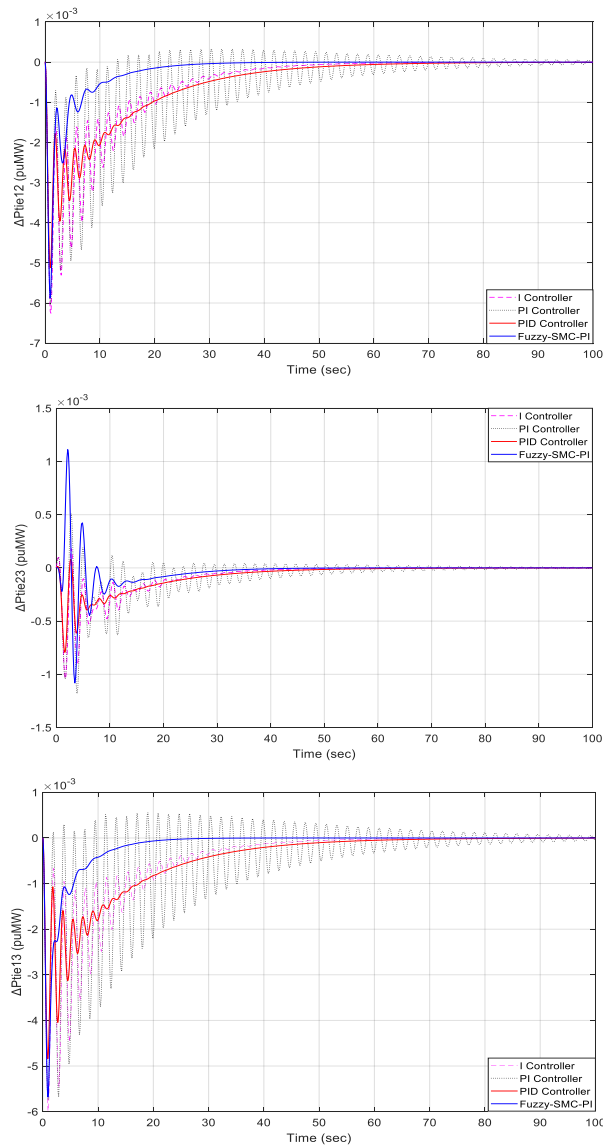 ×10⁻³
1
0
-1
-2
-3
-4
-5
-6
-7
ΔPtie12 (puMW)
I Controller
PI Controller
PID Controller
Fuzzy-SMC-PI
0 10 20 30 40 50 60 70 80 90 100
Time (sec)
×10⁻³
1.5
1
0.5
0
-0.5
-1
-1.5
ΔPtie23 (puMW)
I Controller
PI Controller
PID Controller
Fuzzy-SMC-PI
0 10 20 30 40 50 60 70 80 90 100
Time (sec)
×10⁻³
1
0
-1
-2
-3
-4
-5
-6
ΔPtie13 (puMW)
I Controller
PI Controller
PID Controller
Fuzzy-SMC-PI
0 10 20 30 40 50 60 70 80 90 100
Time (sec)